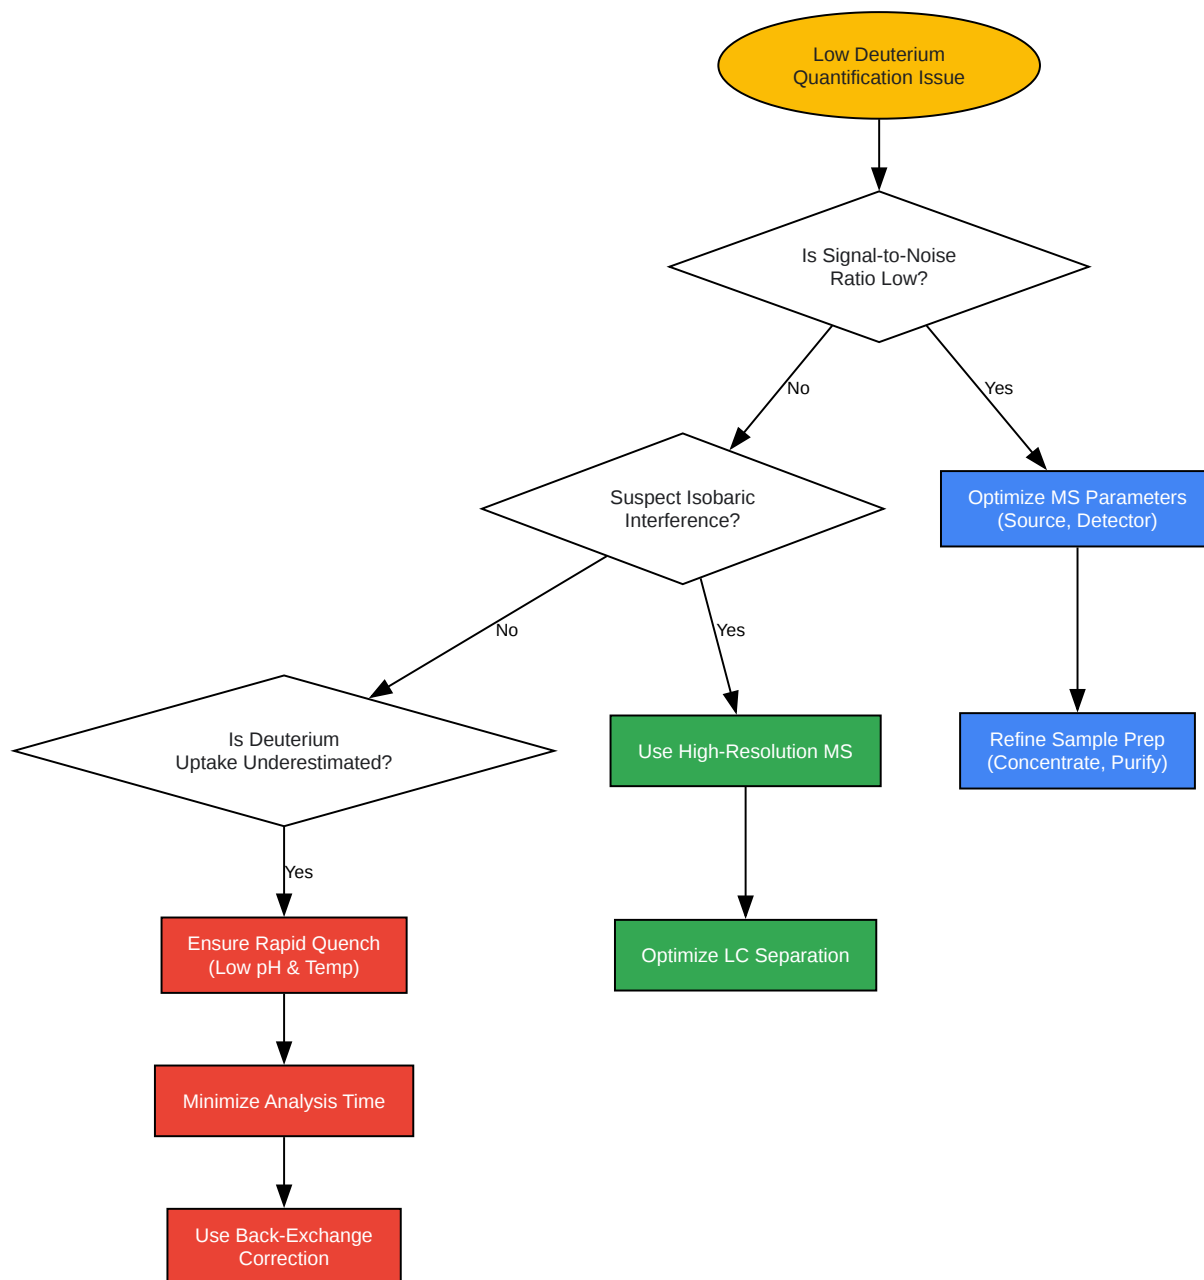 Low Deuterium
Quantification Issue
Is Signal-to-Noise
Ratio Low?
No
Yes
Suspect Isobaric
Interference?
Optimize MS Parameters
(Source, Detector)
No
Yes
Is Deuterium
Uptake Underestimated?
Use High-Resolution MS
Refine Sample Prep
(Concentrate, Purify)
Yes
Ensure Rapid Quench
(Low pH & Temp)
Optimize LC Separation
Minimize Analysis Time
Use Back-Exchange
Correction